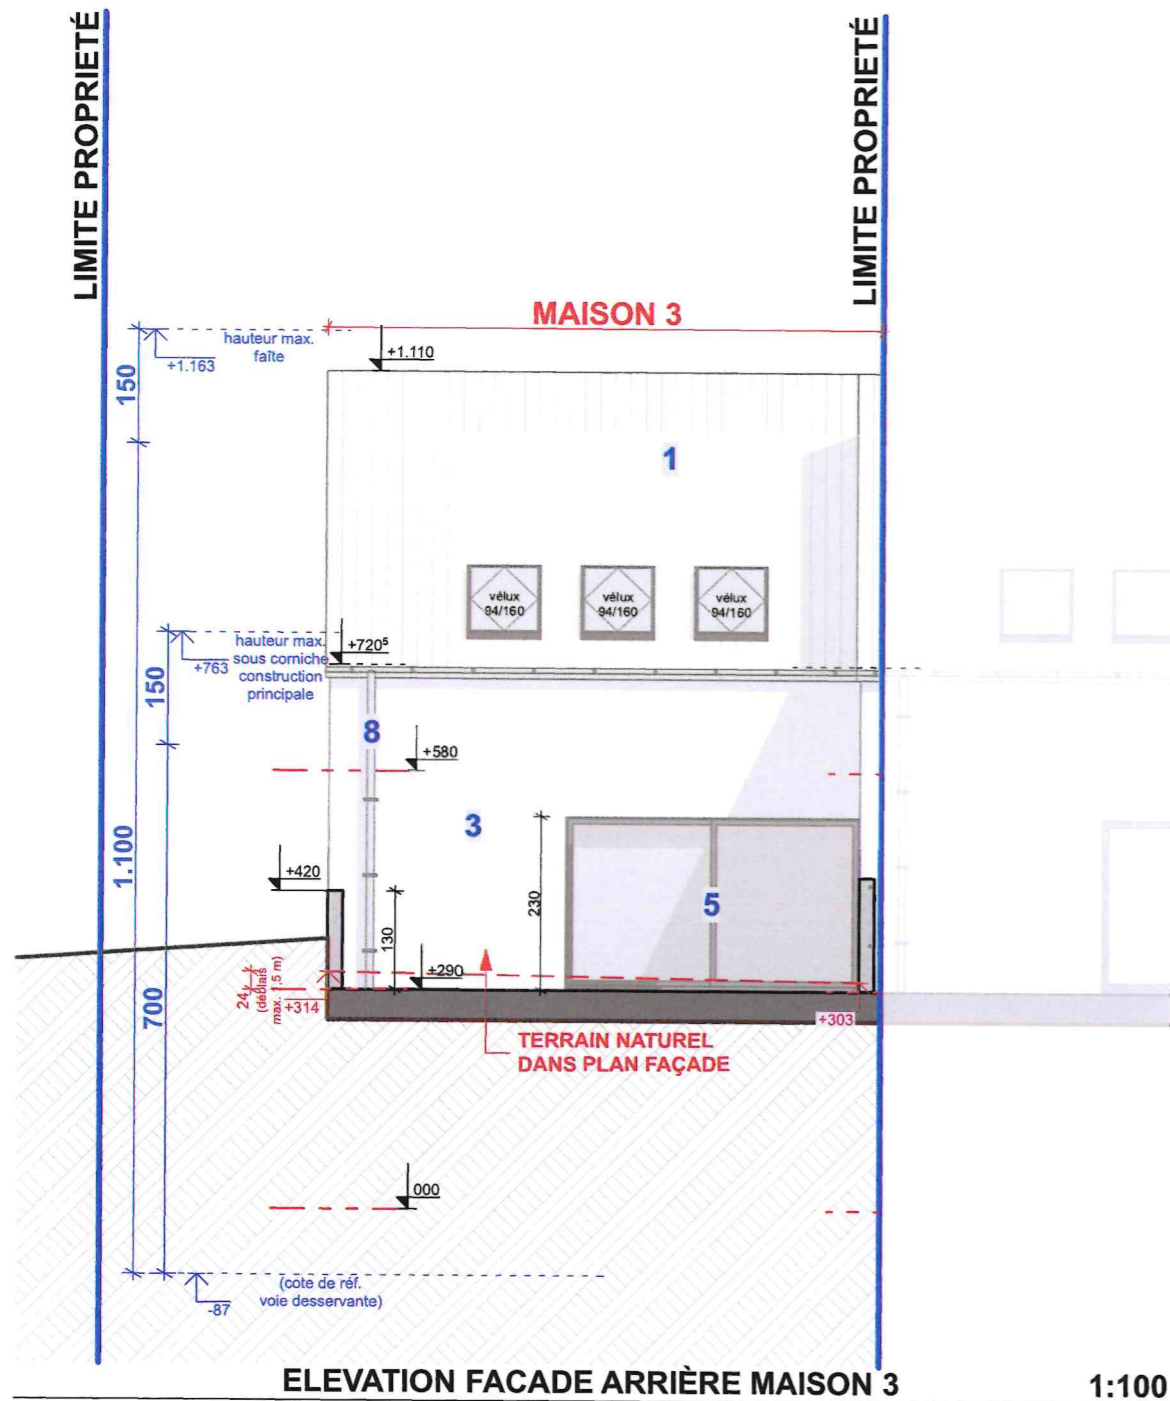 LIMITE PROPRIETÉ
LIMITE PROPRIETÉ
MAISON 3
hauteur max.
faîte
+1.163
+1.110
150
1
vélux
94/160
vélux
94/160
vélux
94/160
hauteur max.
sous corniche
construction
principale
+763
+720⁵
150
8
+580
3
1.100
+420
230
5
130
+290
24
(déblais
max. 1,5 m)
+314
+303
700
TERRAIN NATUREL
DANS PLAN FAÇADE
000
(cote de réf.
voie desservante)
-87
ELEVATION FACADE ARRIÈRE MAISON 3
1:100